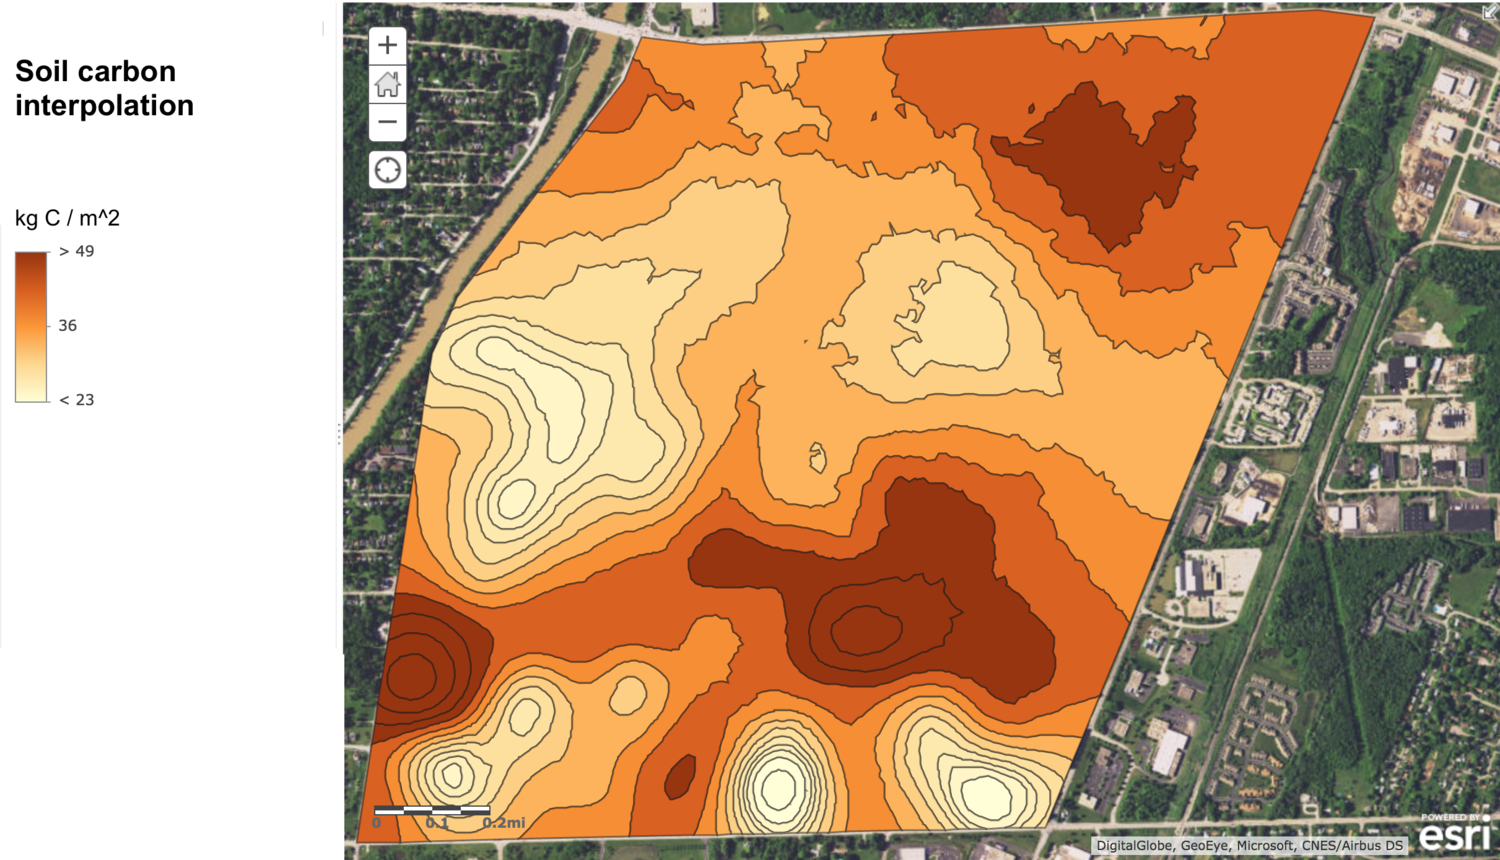 Soil carbon
interpolation
kg C / m^2
> 49
36
< 23
+
−
0 0.1 0.2mi
POWERED BY
esri
DigitalGlobe, GeoEye, Microsoft, CNES/Airbus DS